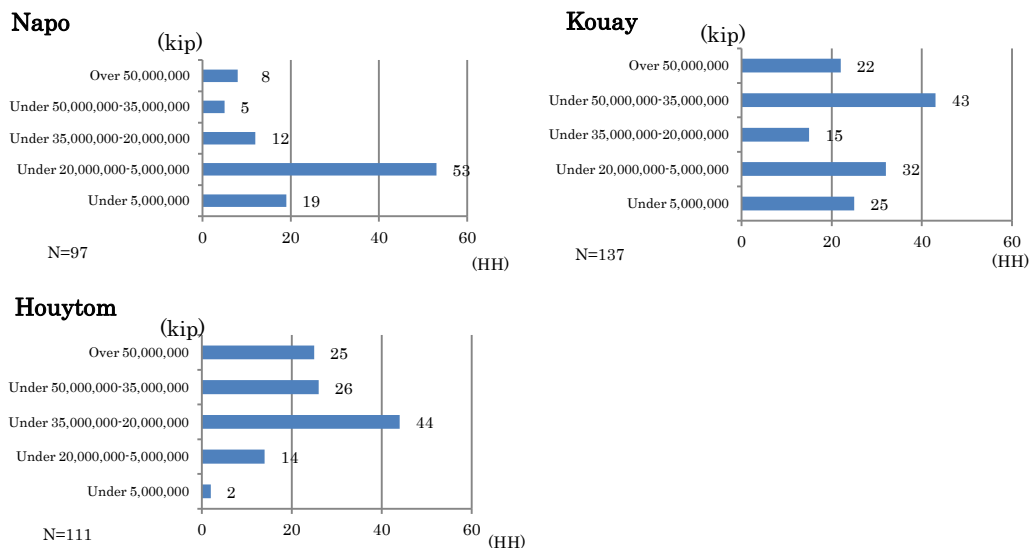 Napo
(kip)
Over 50,000,000
8
Under 50,000,000-35,000,000
5
Under 35,000,000-20,000,000
12
Under 20,000,000-5,000,000
53
Under 5,000,000
19
0 20 40 60
N=97
(HH)
Kouay
(kip)
Over 50,000,000
22
Under 50,000,000-35,000,000
43
Under 35,000,000-20,000,000
15
Under 20,000,000-5,000,000
32
Under 5,000,000
25
0 20 40 60
N=137
(HH)
Houytom
(kip)
Over 50,000,000
25
Under 50,000,000-35,000,000
26
Under 35,000,000-20,000,000
44
Under 20,000,000-5,000,000
14
Under 5,000,000
2
0 20 40 60
N=111
(HH)